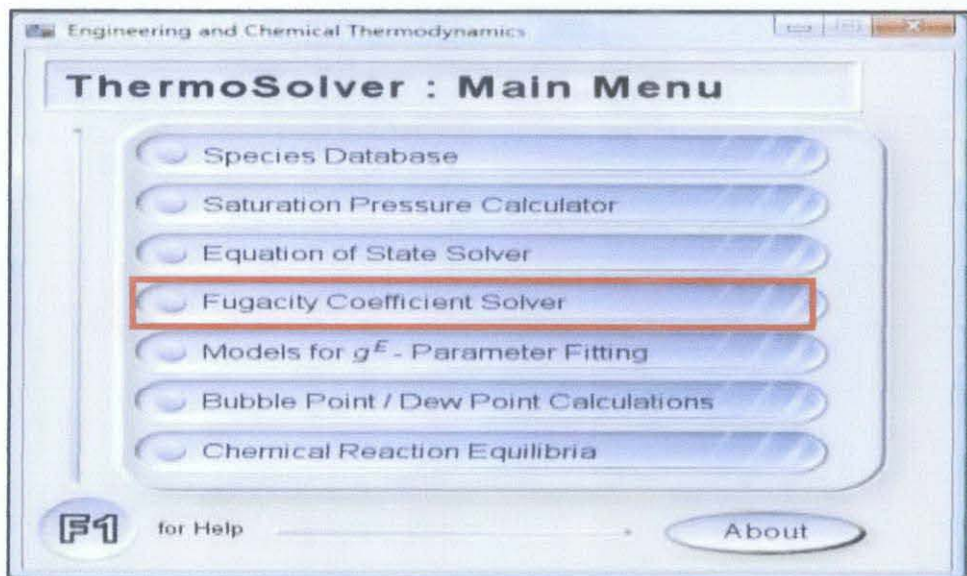 Engineering and Chemical Thermodynamics
ThermoSolver : Main Menu
Species Database
Saturation Pressure Calculator
Equation of State Solver
Fugacity Coefficient Solver
Models for g^E - Parameter Fitting
Bubble Point / Dew Point Calculations
Chemical Reaction Equilibria
F1 for Help
About